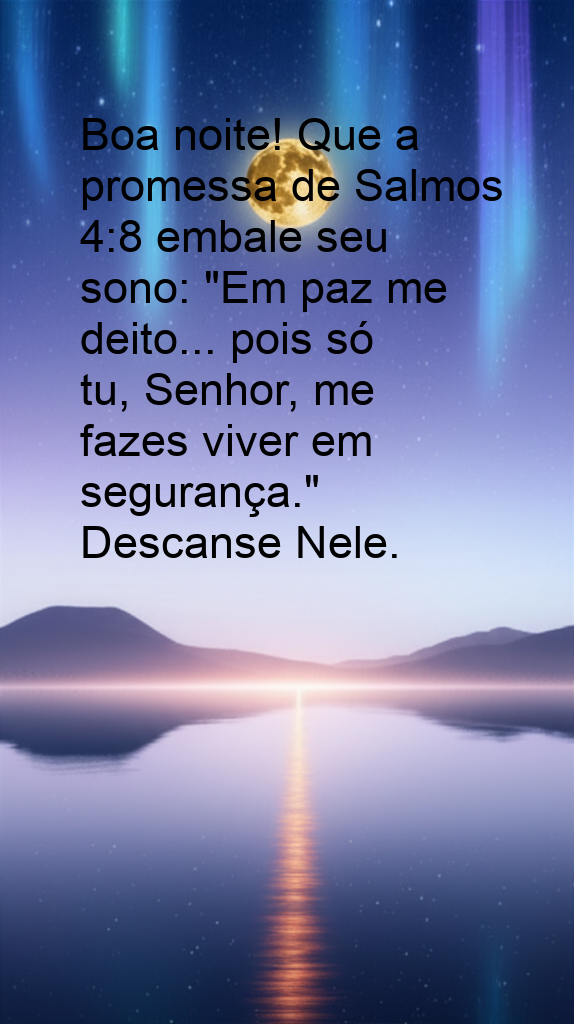 Boa noite! Que a
promessa de Salmos
4:8 embale seu
sono: "Em paz me
deito... pois só
tu, Senhor, me
fazes viver em
segurança."
Descanse Nele.